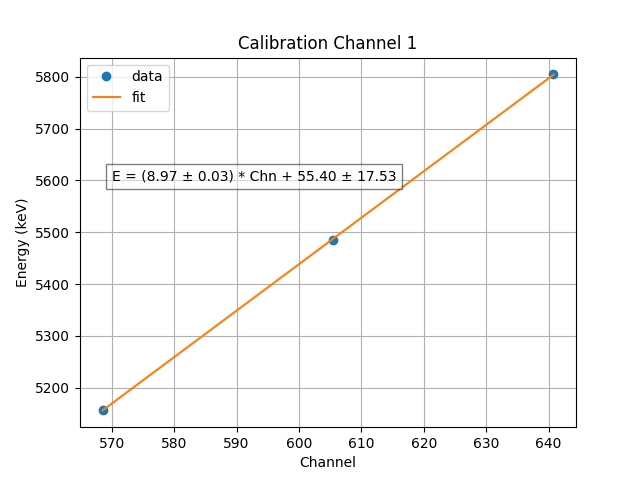 Calibration Channel 1
data
fit
E = (8.97 ± 0.03) * Chn + 55.40 ± 17.53
Energy (keV)
5800
5700
5600
5500
5400
5300
5200
570 580 590 600 610 620 630 640
Channel